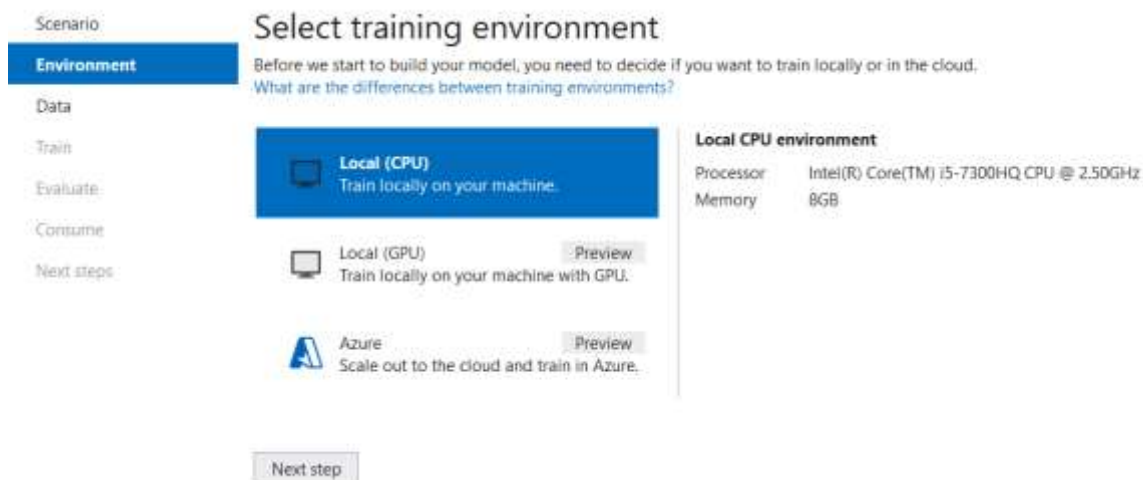 Scenario
Environment
Data
Train
Evaluate
Consume
Next steps
Select training environment
Before we start to build your model, you need to decide if you want to train locally or in the cloud.
What are the differences between training environments?
Local (CPU)
Train locally on your machine.
Local (GPU) Preview
Train locally on your machine with GPU.
Azure Preview
Scale out to the cloud and train in Azure.
Local CPU environment
Processor Intel(R) Core(TM) i5-7300HQ CPU @ 2.50GHz
Memory 8GB
Next step